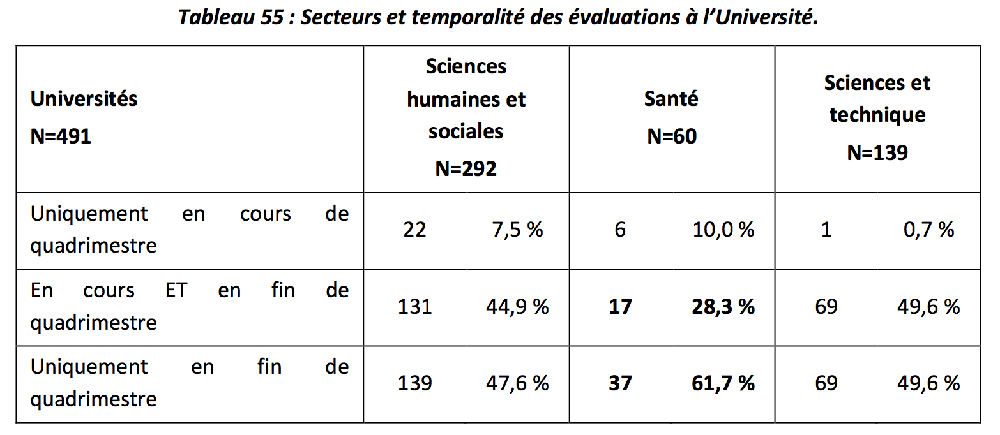 Tableau 55 : Secteurs et temporalité des évaluations à l’Université.
Universités
N=491
Sciences
humaines et
sociales
N=292
Santé
N=60
Sciences et
technique
N=139
Uniquement en cours de
quadrimestre
22 7,5 % 6 10,0 % 1 0,7 %
En cours ET en fin de
quadrimestre
131 44,9 % 17 28,3 % 69 49,6 %
Uniquement en fin de
quadrimestre
139 47,6 % 37 61,7 % 69 49,6 %